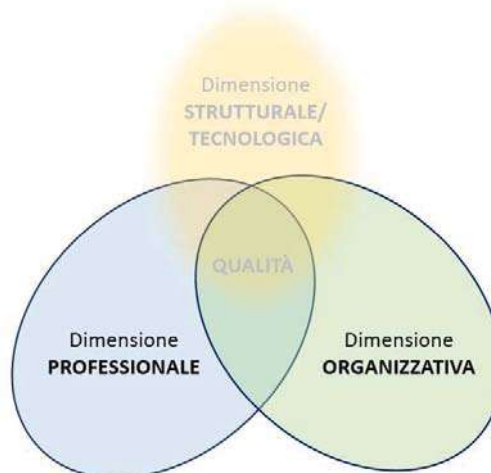 Dimensione
STRUTTURALE/
TECNOLOGICA
QUALITÀ
Dimensione
PROFESSIONALE
Dimensione
ORGANIZZATIVA